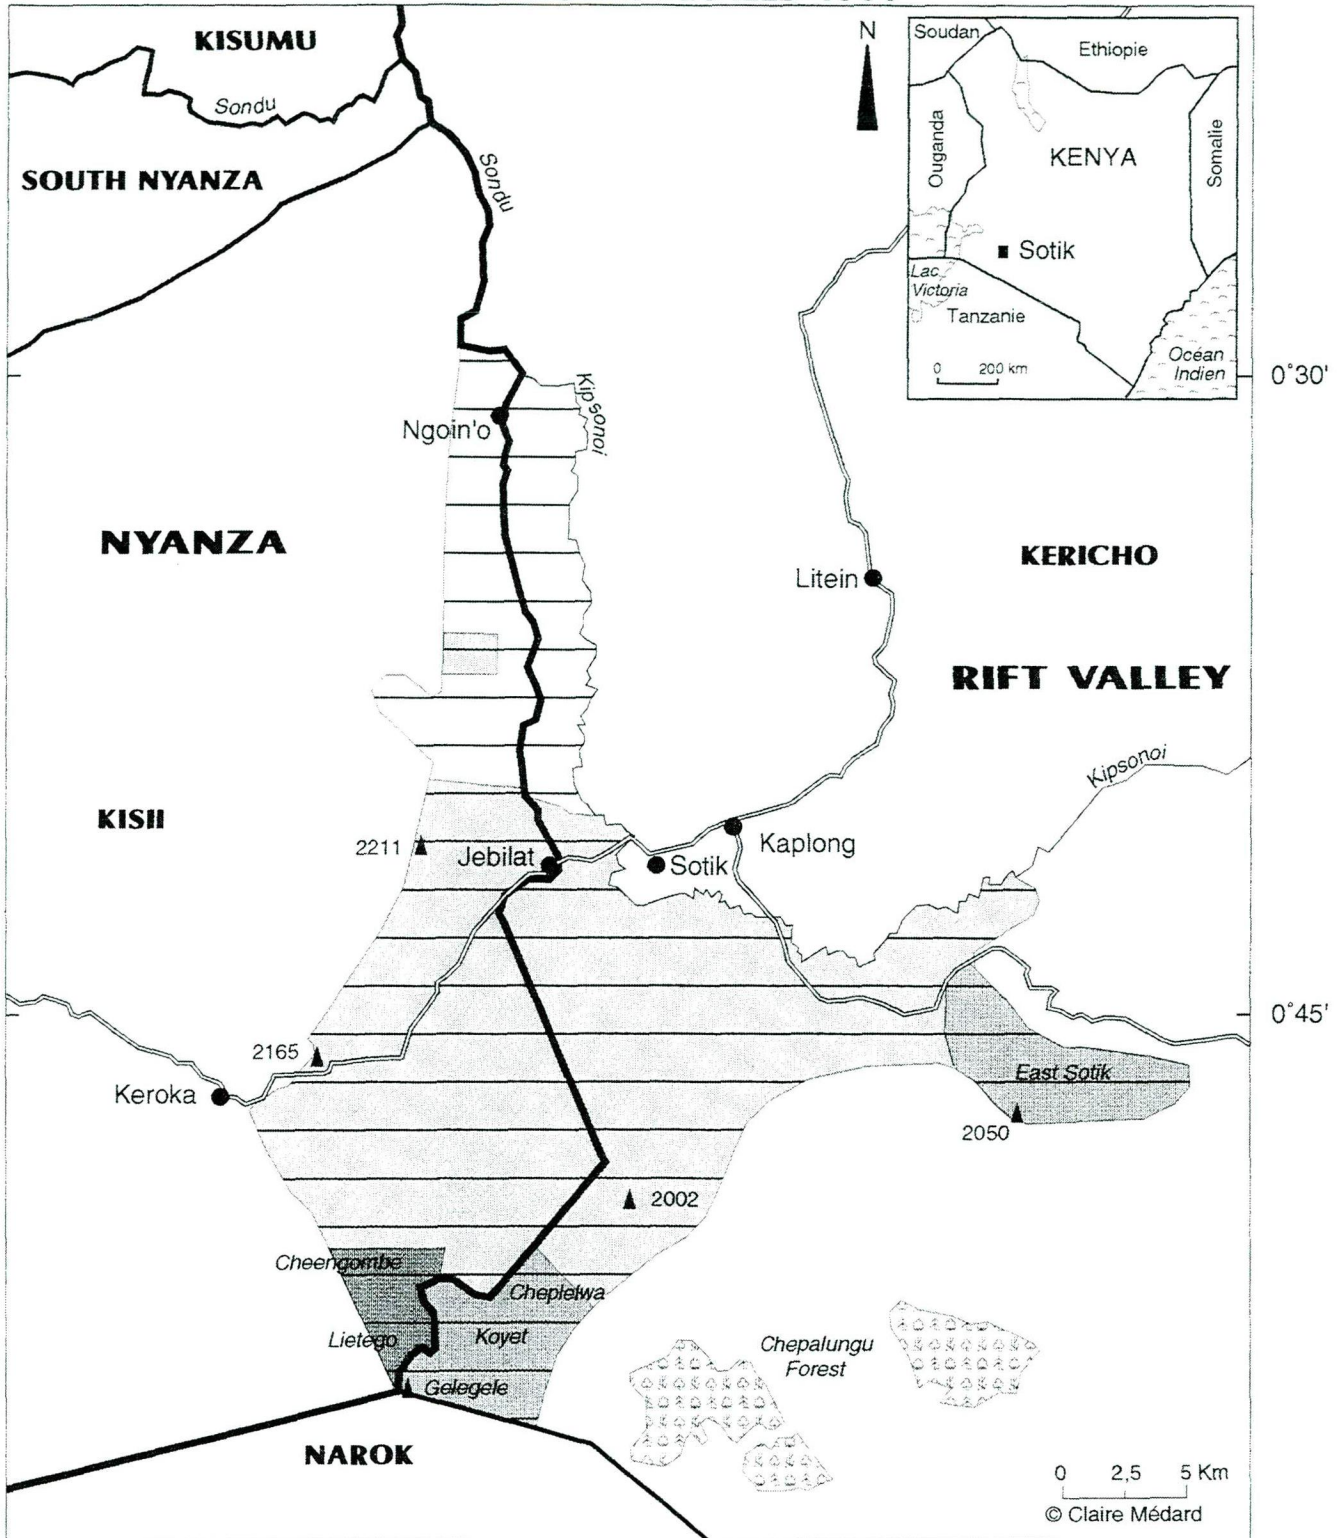 KISUMU
N
Soudan
Ethiopie
Sondu
Ouganda
KENYA
Somalie
SOUTH NYANZA
Sondu
Sotik
Lac
Victoria
Tanzanie
Océan
Indien
0 200 km
0°30'
Kipsonoi
Ngoin'o
NYANZA
KERICHO
Litein
RIFT VALLEY
Kipsonoi
KISII
2211
Jebilat
Kaplong
Sotik
0°45'
2165
East Sotik
Keroka
2050
2002
Cheengombe
Cheplelwa
Lietego
Koyet
Chepalungu
Forest
Gelegele
NAROK
0 2,5 5 Km
© Claire Médard